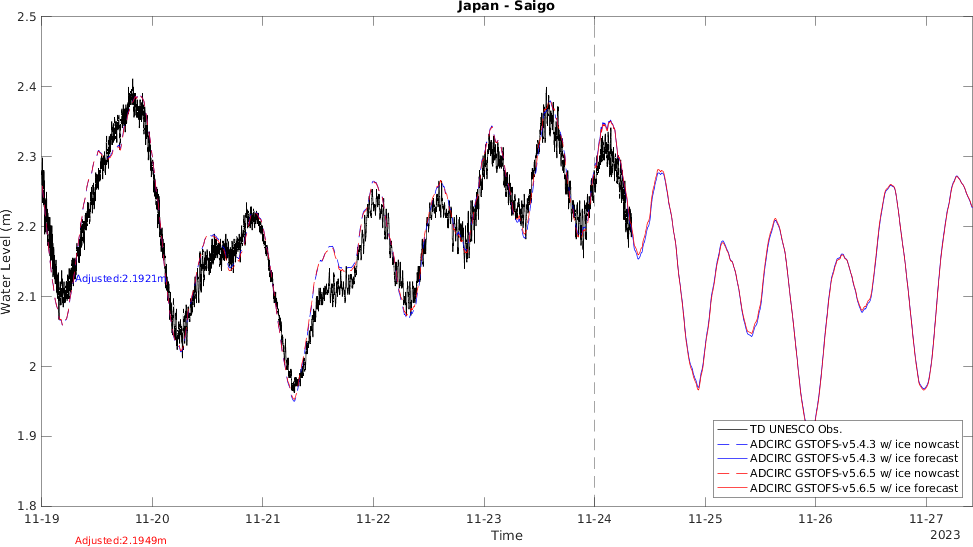 Japan - Saigo
2.5
2.4
2.3
2.2
2.1
2
1.9
1.8
Water Level (m)
Adjusted:2.1921m
TD UNESCO Obs.
ADCIRC GSTOFS-v5.4.3 w/ ice nowcast
ADCIRC GSTOFS-v5.4.3 w/ ice forecast
ADCIRC GSTOFS-v5.6.5 w/ ice nowcast
ADCIRC GSTOFS-v5.6.5 w/ ice forecast
11-19 11-20 11-21 11-22 11-23 11-24 11-25 11-26 11-27
Time
2023
Adjusted:2.1949m